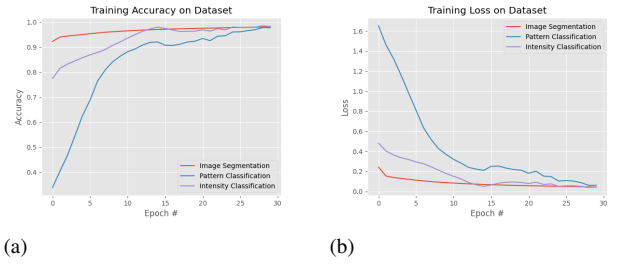 Training Accuracy on Dataset
1.0
0.9
0.8
0.7
0.6
0.5
0.4
Accuracy
Image Segmentation
Pattern Classification
Intensity Classification
0 5 10 15 20 25 30
Epoch #
(a)
Training Loss on Dataset
Image Segmentation
Pattern Classification
Intensity Classification
1.6
1.4
1.2
1.0
0.8
0.6
0.4
0.2
0.0
Loss
0 5 10 15 20 25 30
Epoch #
(b)